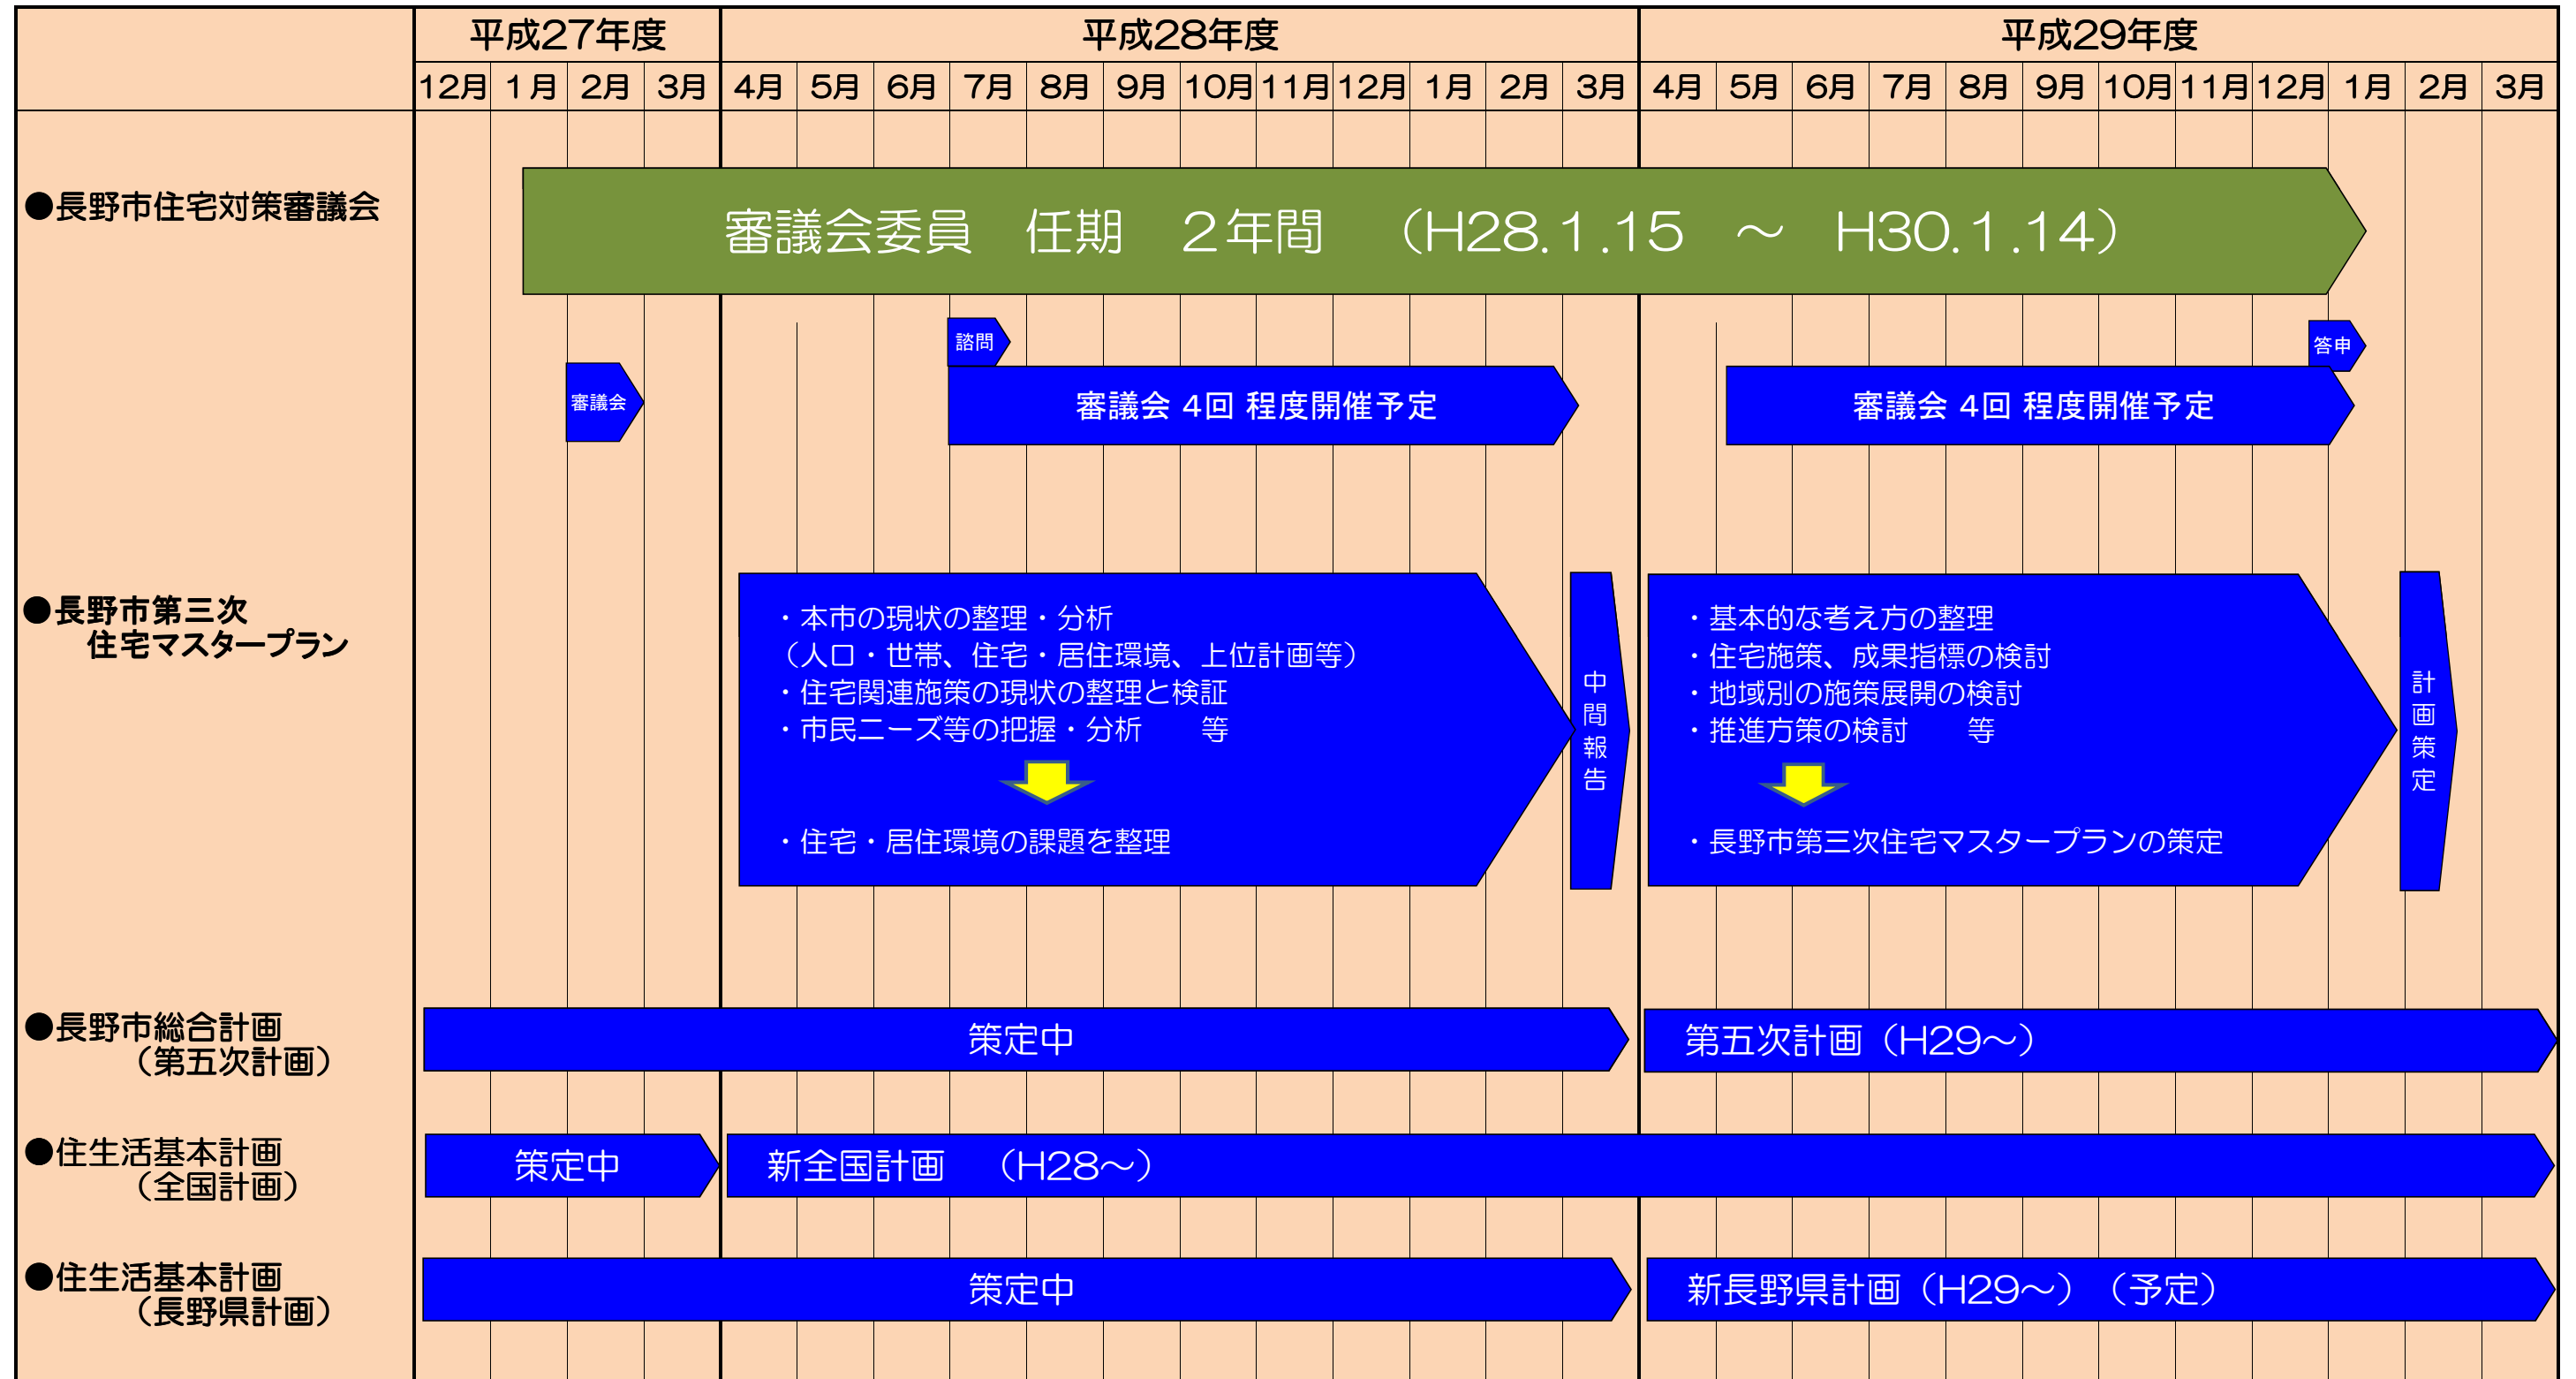 平成27年度
平成28年度
平成29年度
12月 1月 2月 3月 4月 5月 6月 7月 8月 9月 10月 11月 12月 1月 2月 3月 4月 5月 6月 7月 8月 9月 10月 11月 12月 1月 2月 3月
●長野市住宅対策審議会
審議会委員　任期　２年間　（H28.1.15　～　H30.1.14）
諮問
答申
審議会
審議会 4回 程度開催予定
審議会 4回 程度開催予定
●長野市第三次
住宅マスタープラン
・本市の現状の整理・分析
（人口・世帯、住宅・居住環境、上位計画等）
・住宅関連施策の現状の整理と検証
・市民ニーズ等の把握・分析　　等
・住宅・居住環境の課題を整理
中間報告
・基本的な考え方の整理
・住宅施策、成果指標の検討
・地域別の施策展開の検討
・推進方策の検討　　等
・長野市第三次住宅マスタープランの策定
計画策定
●長野市総合計画
（第五次計画）
策定中
第五次計画（H29～）
●住生活基本計画
（全国計画）
策定中
新全国計画　（H28～）
●住生活基本計画
（長野県計画）
策定中
新長野県計画（H29～）（予定）